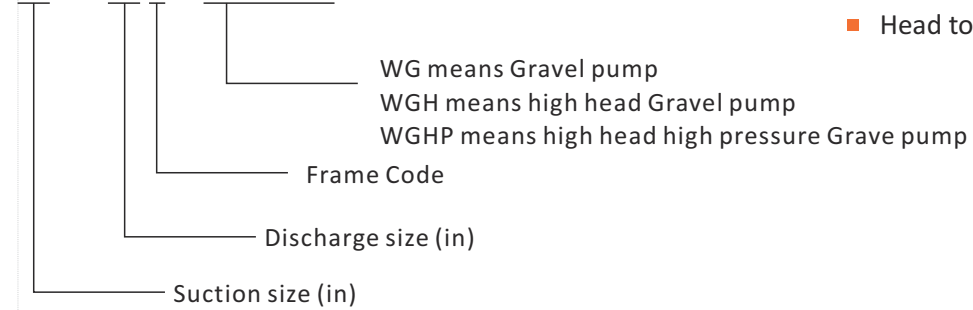 Head to
WG means Gravel pump
WGH means high head Gravel pump
WGHP means high head high pressure Grave pump
Frame Code
Discharge size (in)
Suction size (in)